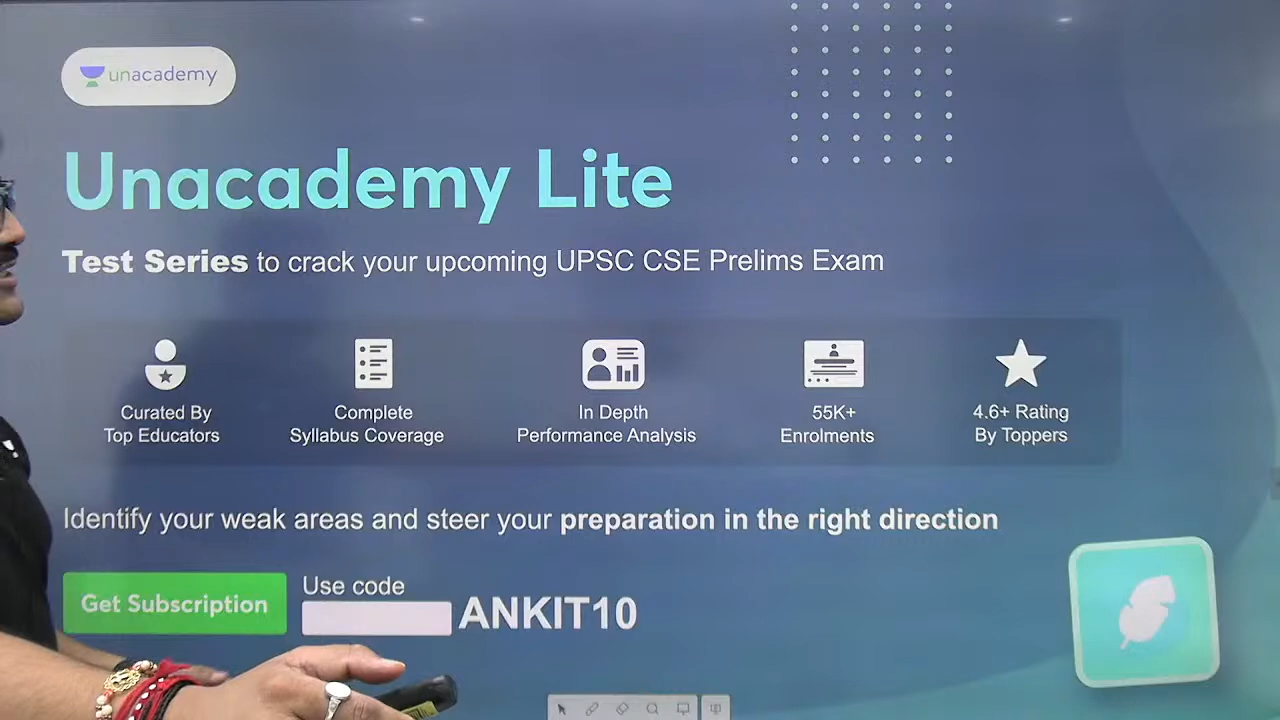 unacademy
Unacademy Lite
Test Series to crack your upcoming UPSC CSE Prelims Exam
Curated By
Top Educators
Complete
Syllabus Coverage
In Depth
Performance Analysis
55K+
Enrolments
4.6+ Rating
By Toppers
Identify your weak areas and steer your preparation in the right direction
Get Subscription
Use code
ANKIT10